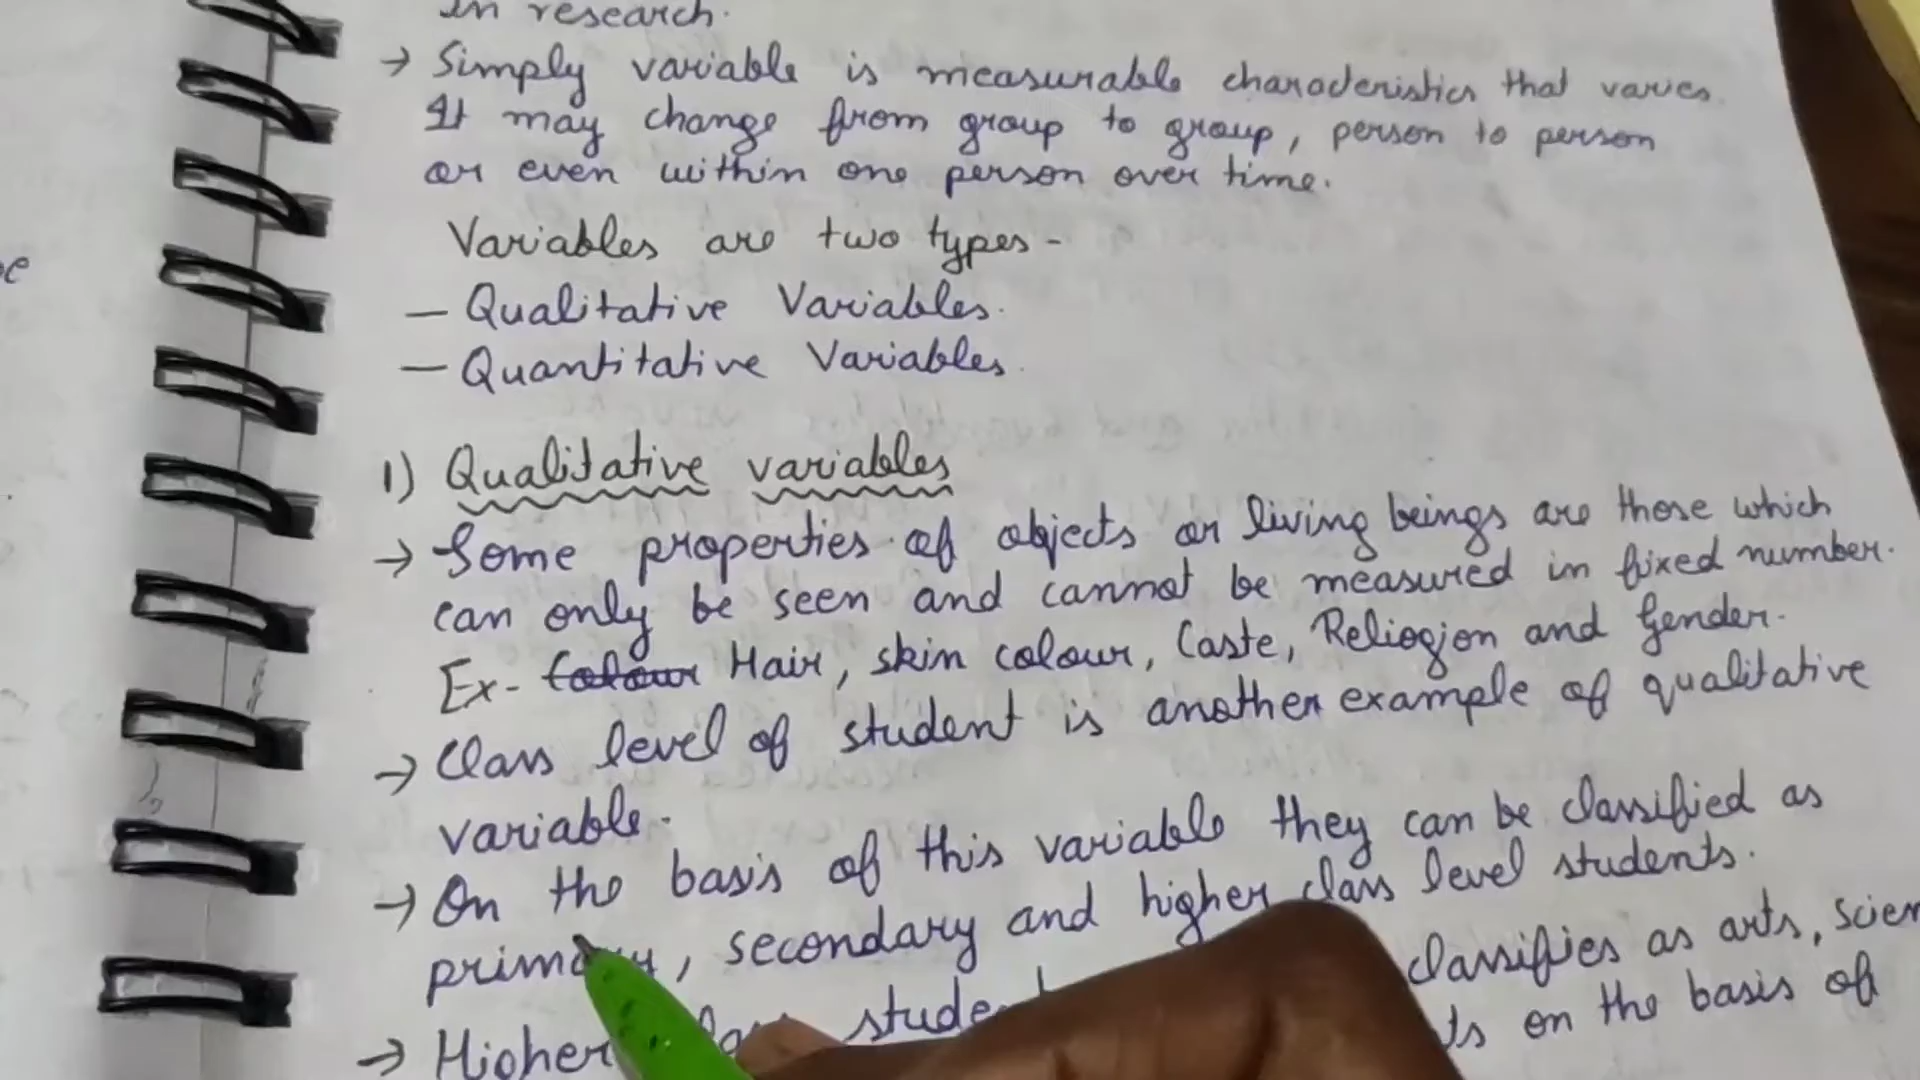 in research.
→ Simply variable is measurable characteristics that varies.
It may change from group to group, person to person
or even within one person over time.
Variables are two types -
— Qualitative Variables.
— Quantitative Variables.
1) Qualitative variables
→ Some properties of objects or living beings are those which
can only be seen and cannot be measured in fixed number.
Ex - Colour Hair, skin colour, Caste, Religion and Gender.
→ Class level of student is another example of qualitative
variable.
→ On the basis of this variable they can be classified as
primary, secondary and higher class level students.
→ Higher classifies as arts,
on the basis of